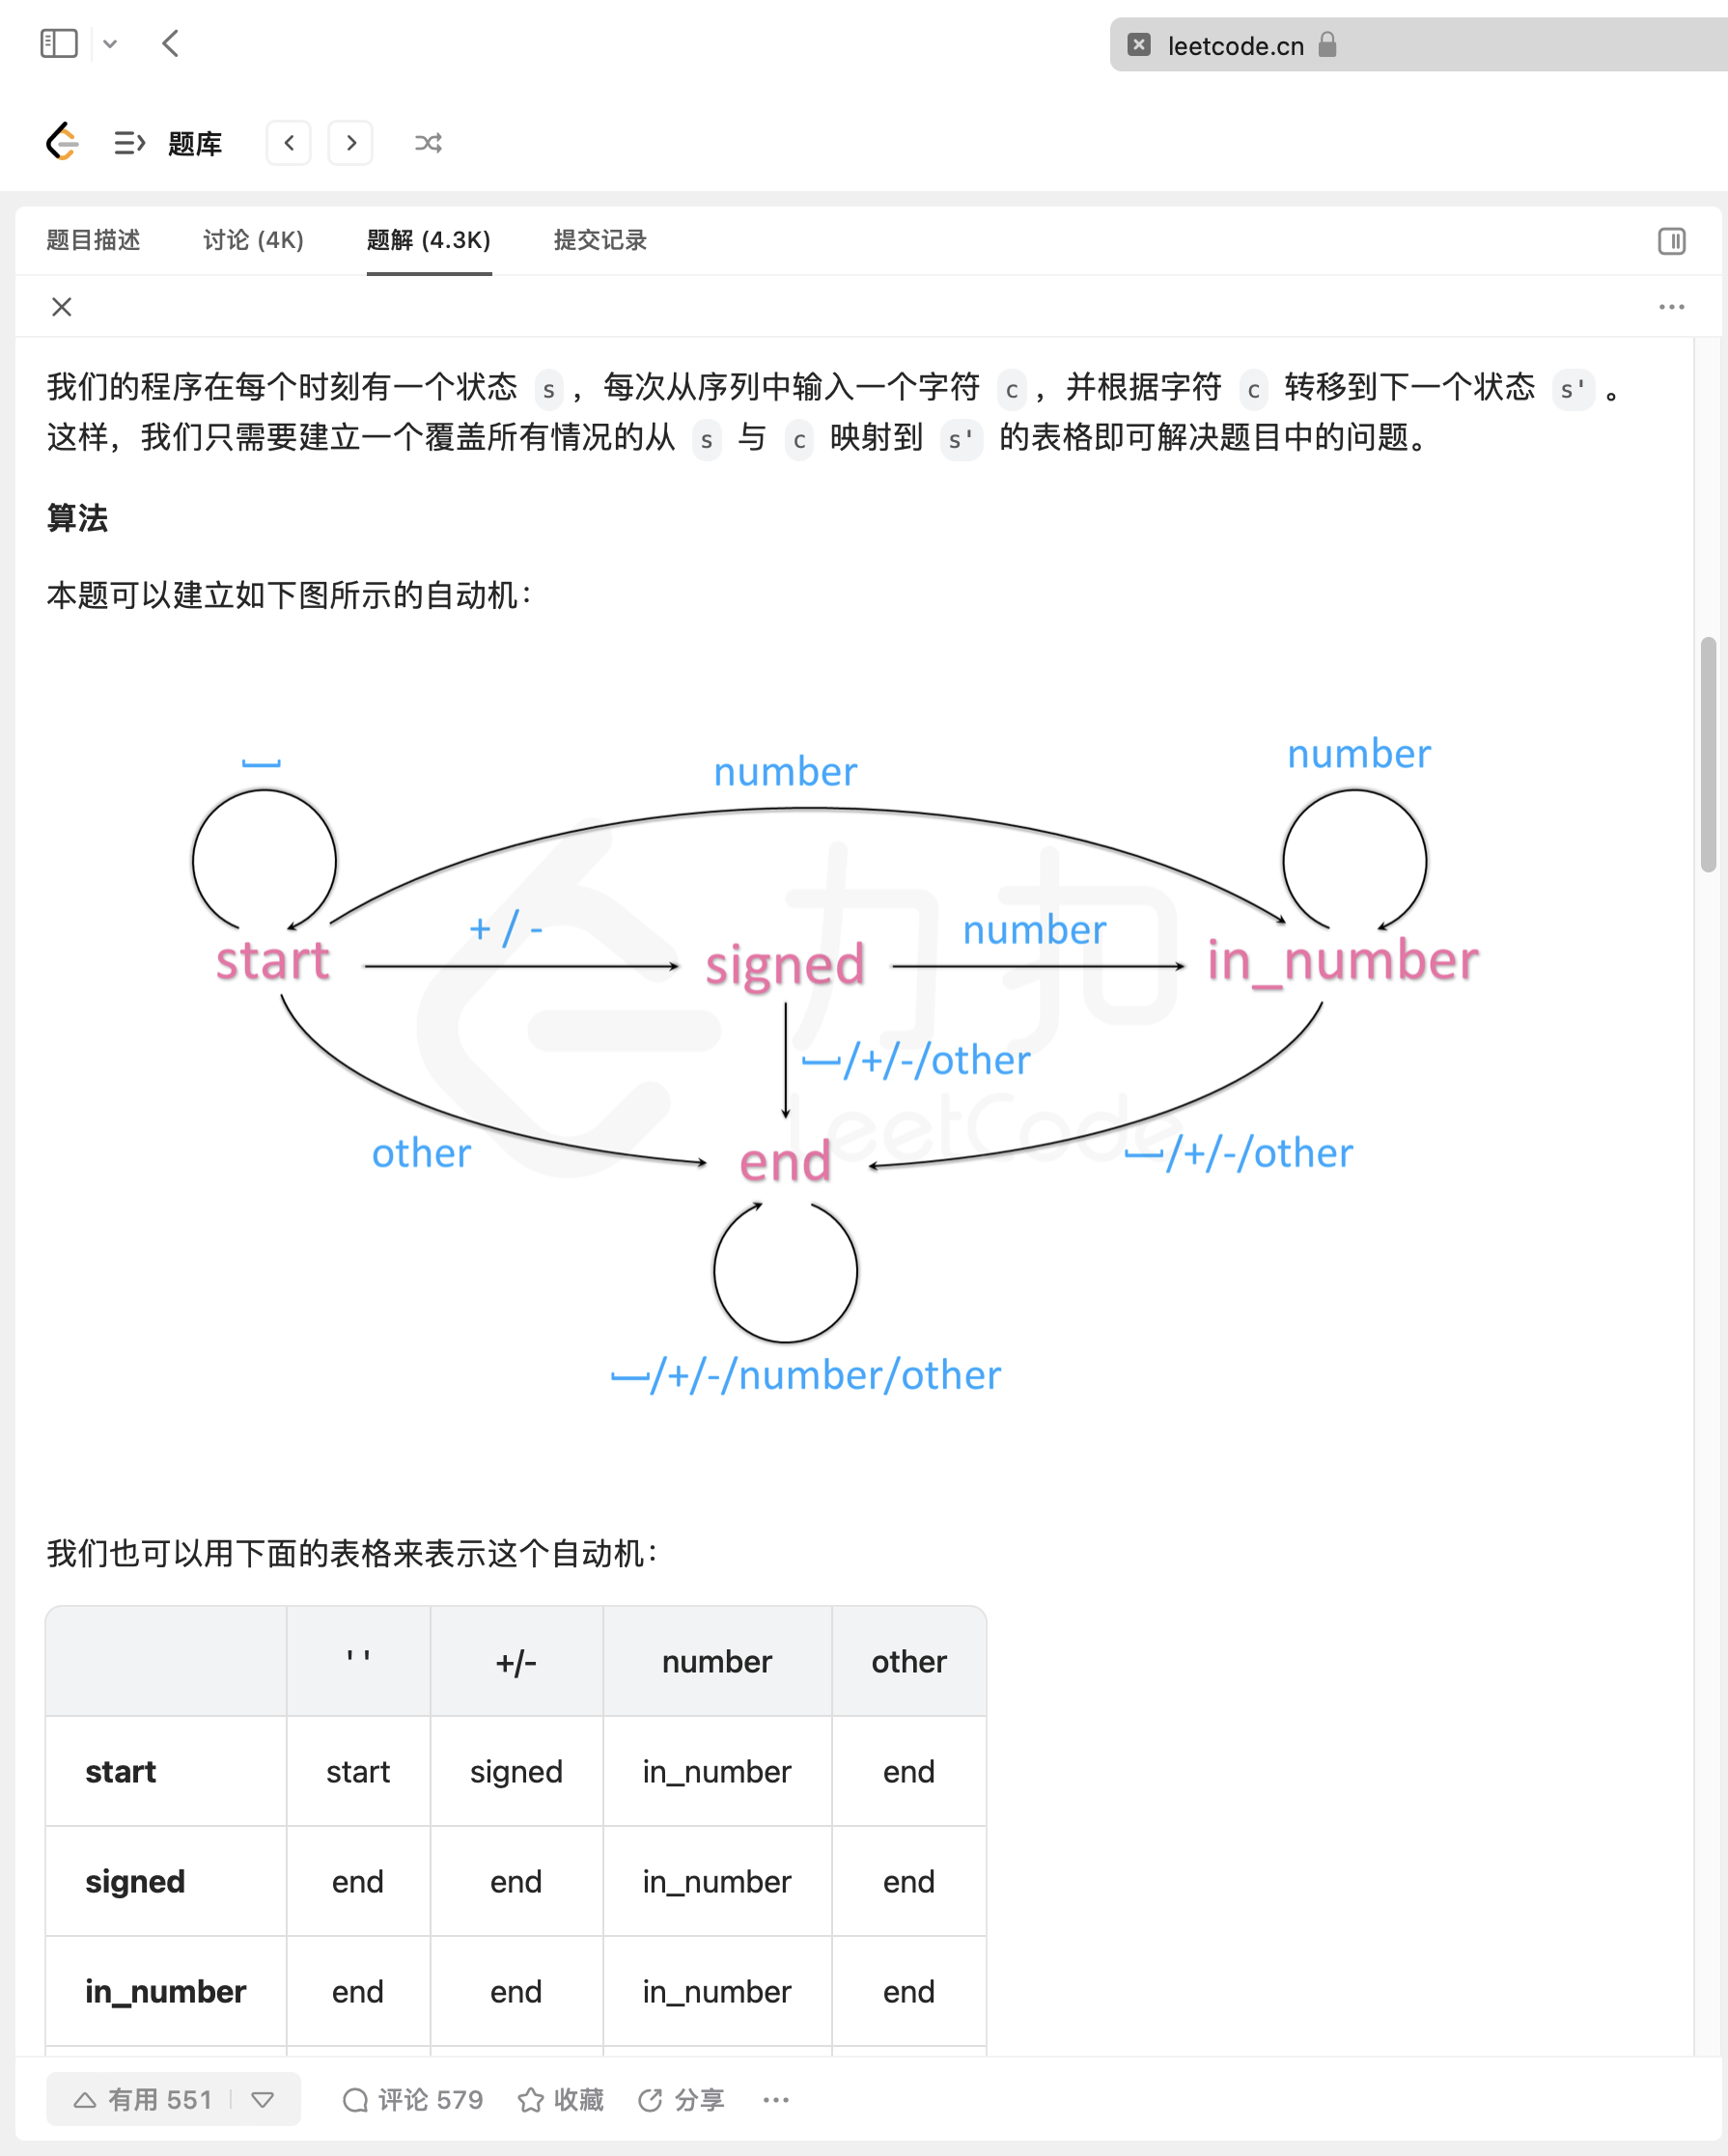 leetcode.cn
题库
题目描述 讨论 (4K) 题解 (4.3K) 提交记录
我们的程序在每个时刻有一个状态 s，每次从序列中输入一个字符 c，并根据字符 c 转移到下一个状态 s'。
这样，我们只需要建立一个覆盖所有情况的从 s 与 c 映射到 s' 的表格即可解决题目中的问题。
算法
本题可以建立如下图所示的自动机：
number
number
+ / -
number
start
signed
in_number
⎵/+/-/other
other
end
⎵/+/-/other
⎵/+/-/number/other
力扣
LeetCode
我们也可以用下面的表格来表示这个自动机：
' ' +/- number other
start start signed in_number end
signed end end in_number end
in_number end end in_number end
有用 551 评论 579 收藏 分享